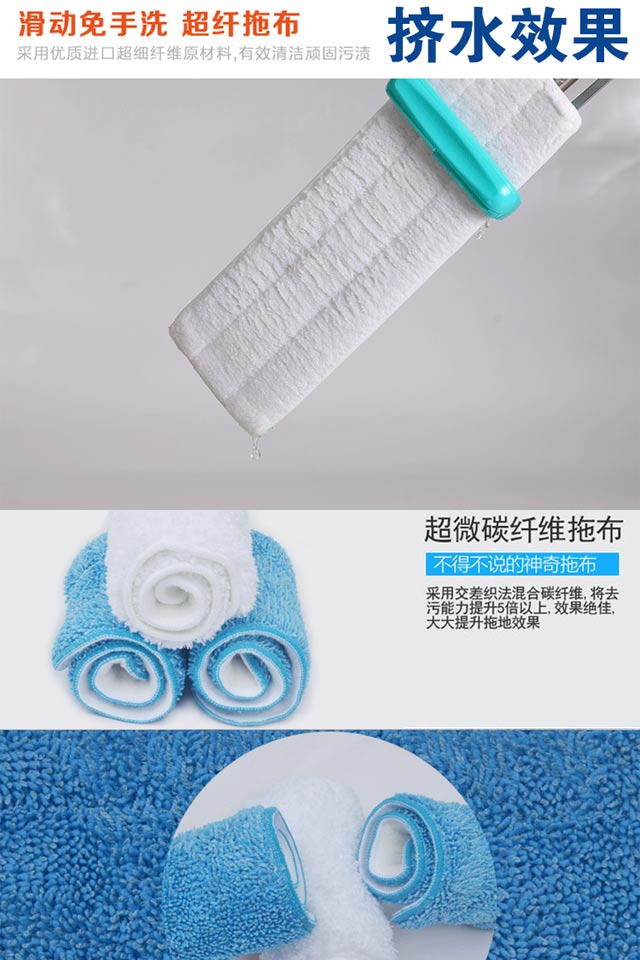 滑动免手洗 超纤拖布
采用优质进口超细纤维原材料,有效清洁顽固污渍
挤水效果
超微碳纤维拖布
不得不说的神奇拖布
采用交差织法混合碳纤维, 将去
污能力提升5倍以上, 效果绝佳,
大大提升拖地效果